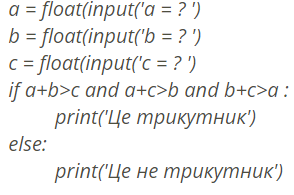 a = float(input('a = ? ')
b = float(input('b = ? ')
c = float(input('c = ? ')
if a+b>c and a+c>b and b+c>a :
print('Це трикутник')
else:
print('Це не трикутник')